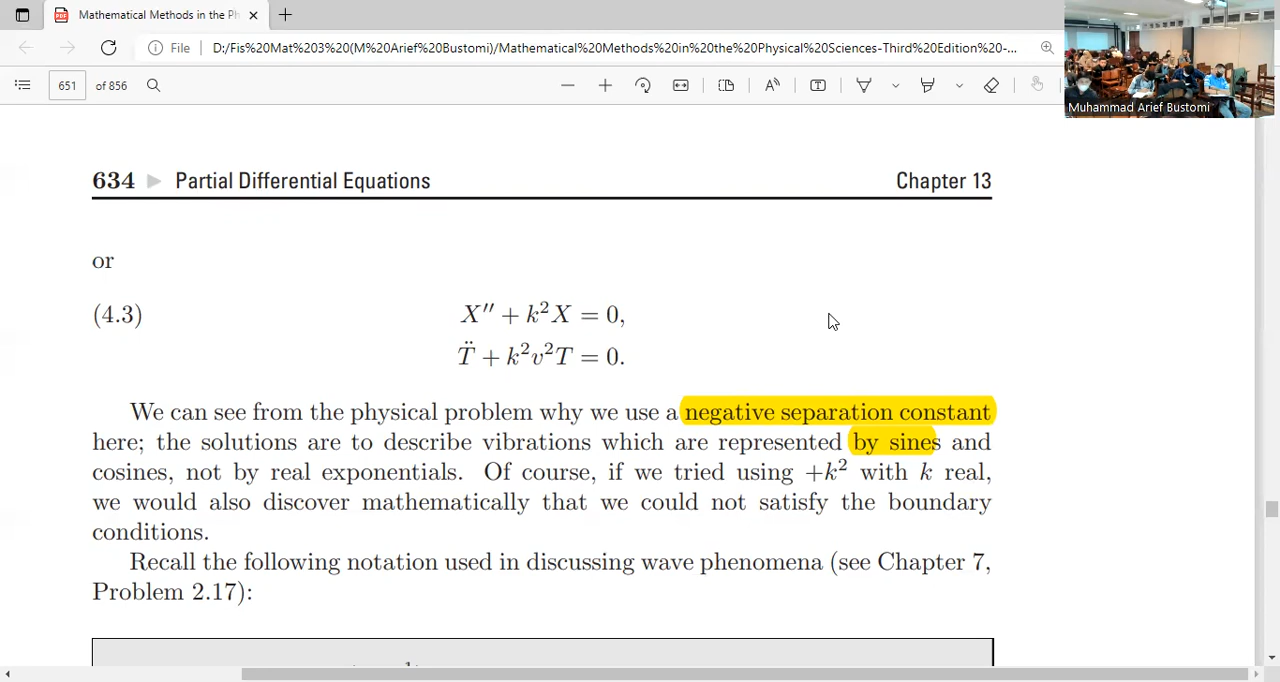 Mathematical Methods in the Ph
File
D:/Fis%20Mat%203%20(M%20Arief%20Bustomi)/Mathematical%20Methods%20in%20the%20Physical%20Sciences-Third%20Edition%20-...
Muhammad Arief Bustomi
651 of 856
634 ▶ Partial Differential Equations Chapter 13
or
(4.3) X″ + k²X = 0,
T̈ + k²v²T = 0.
We can see from the physical problem why we use a negative separation constant
here; the solutions are to describe vibrations which are represented by sines and
cosines, not by real exponentials. Of course, if we tried using +k² with k real,
we would also discover mathematically that we could not satisfy the boundary
conditions.
Recall the following notation used in discussing wave phenomena (see Chapter 7,
Problem 2.17):